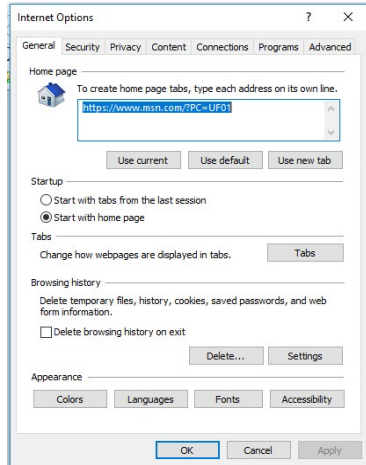 Internet Options ? X
General Security Privacy Content Connections Programs Advanced
Home page
To create home page tabs, type each address on its own line.
https://www.msn.com/?PC=UF01
Use current Use default Use new tab
Startup
Start with tabs from the last session
Start with home page
Tabs
Change how webpages are displayed in tabs. Tabs
Browsing history
Delete temporary files, history, cookies, saved passwords, and web
form information.
Delete browsing history on exit
Delete... Settings
Appearance
Colors Languages Fonts Accessibility
OK Cancel Apply